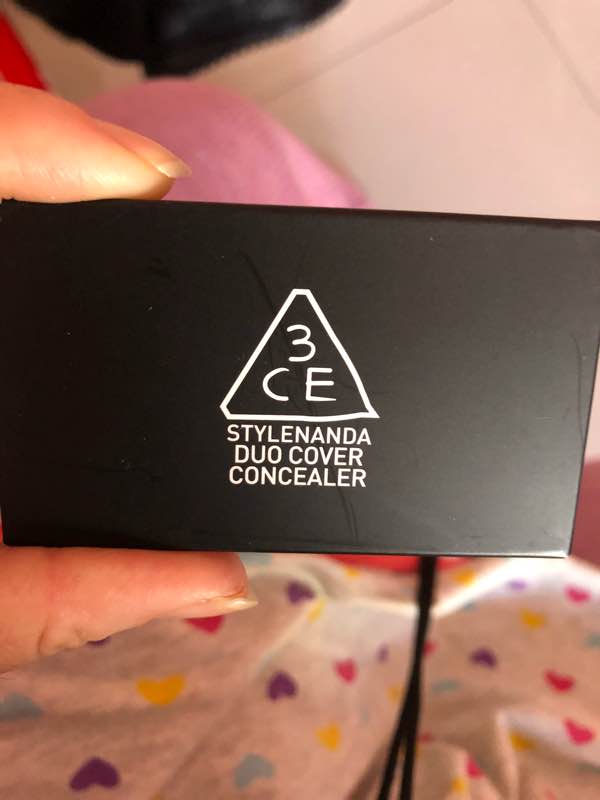 3
CE
STYLENANDA
DUO COVER
CONCEALER